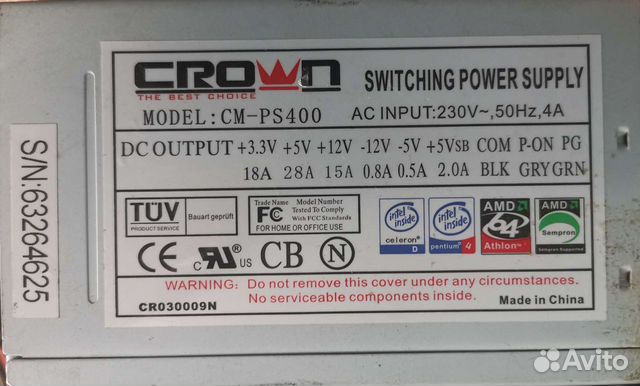 CROWN
THE BEST CHOICE
SWITCHING POWER SUPPLY
MODEL:CM-PS400
AC INPUT:230V~,50Hz,4A
DC OUTPUT +3.3V +5V +12V -12V -5V +5VSB COM P-ON PG
18A 28A 15A 0.8A 0.5A 2.0A BLK GRY GRN
S/N:63264625
TÜV
PRODUCT SERVICE
Bauart geprüft
Trade Name
Model Number
FC
Tested To Comply
With FCC Standards
FOR HOME OR OFFICE USE
intel
inside
celeron
D
intel
inside
pentium 4
AMD
64
Athlon
AMD
Sempron
Sempron Support Suported
CE
c RU US
CB
N
WARNING: Do not remove this cover under any circumstances.
No serviceable components inside.
CR030009N
Made in China
Avito